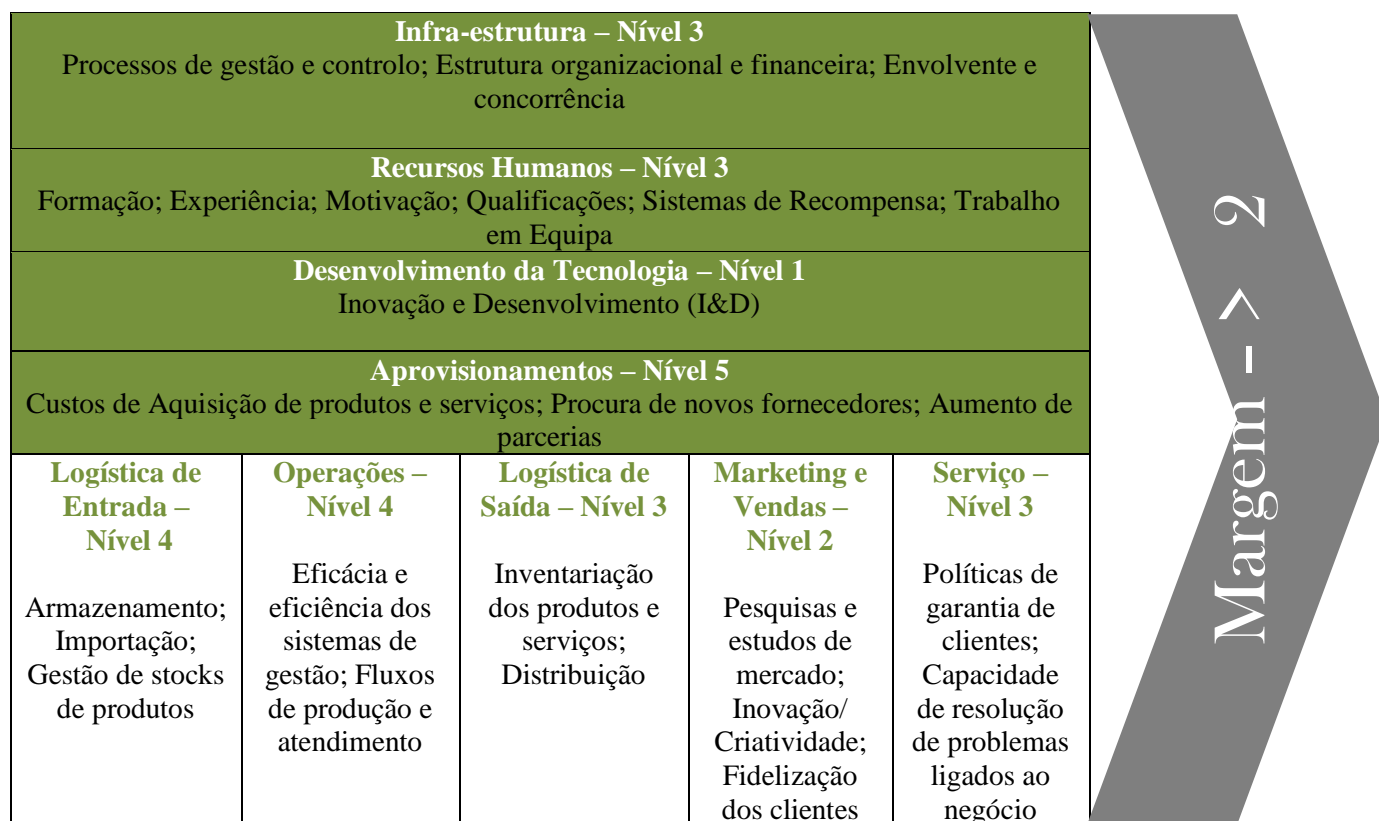 Infra-estrutura – Nível 3
Processos de gestão e controlo; Estrutura organizacional e financeira; Envolvente e
concorrência
Recursos Humanos – Nível 3
Formação; Experiência; Motivação; Qualificações; Sistemas de Recompensa; Trabalho
em Equipa
Desenvolvimento da Tecnologia – Nível 1
Inovação e Desenvolvimento (I&D)
Aprovisionamentos – Nível 5
Custos de Aquisição de produtos e serviços; Procura de novos fornecedores; Aumento de
parcerias
Logística de
Entrada –
Nível 4
Armazenamento;
Importação;
Gestão de stocks
de produtos
Operações –
Nível 4
Eficácia e
eficiência dos
sistemas de
gestão; Fluxos
de produção e
atendimento
Logística de
Saída – Nível 3
Inventariação
dos produtos e
serviços;
Distribuição
Marketing e
Vendas –
Nível 2
Pesquisas e
estudos de
mercado;
Inovação/
Criatividade;
Fidelização
dos clientes
Serviço –
Nível 3
Políticas de
garantia de
clientes;
Capacidade
de resolução
de problemas
ligados ao
negócio
Margem – > 2